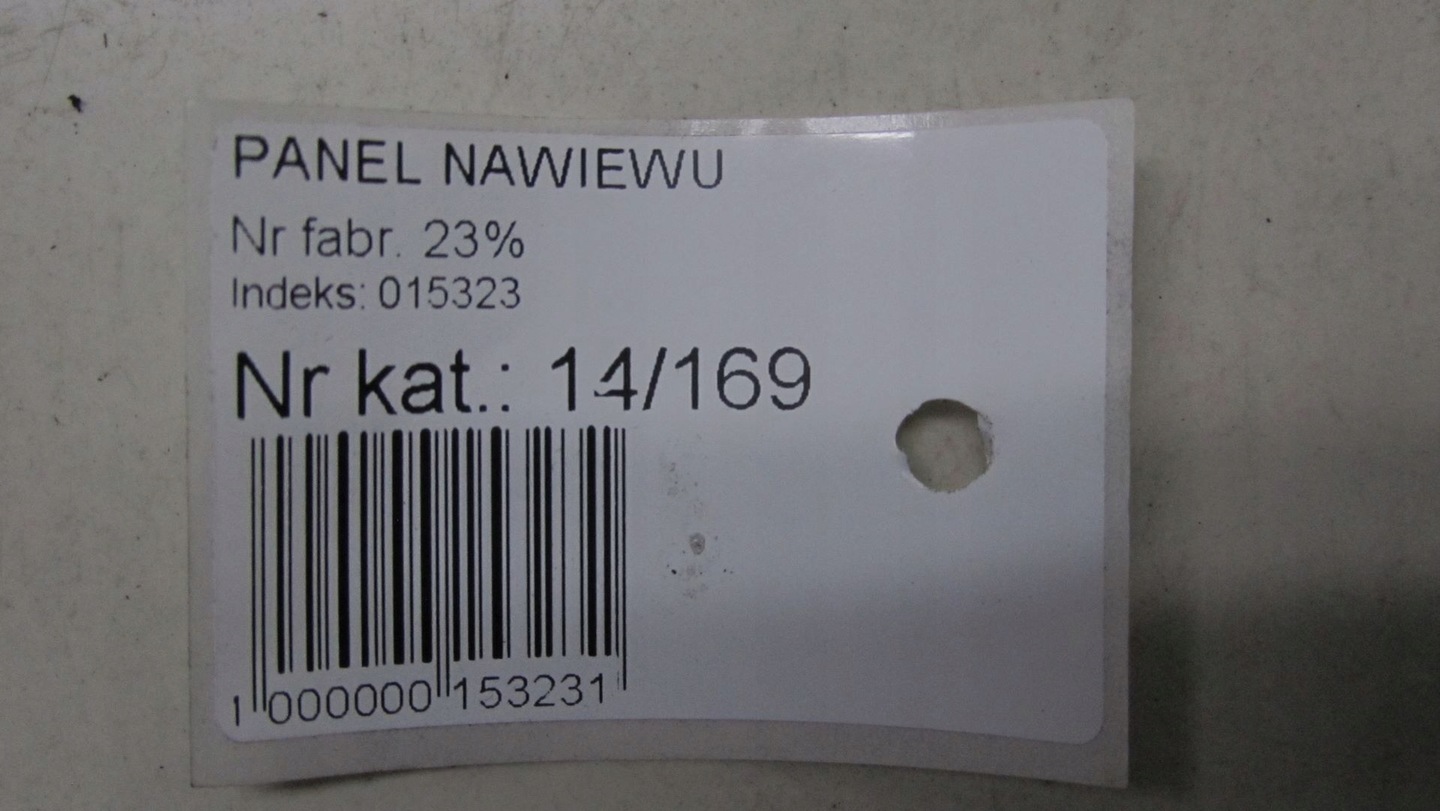 PANEL NAWIEWU
Nr fabr. 23%
Indeks: 015323
Nr kat.: 14/169
1 000000 153231